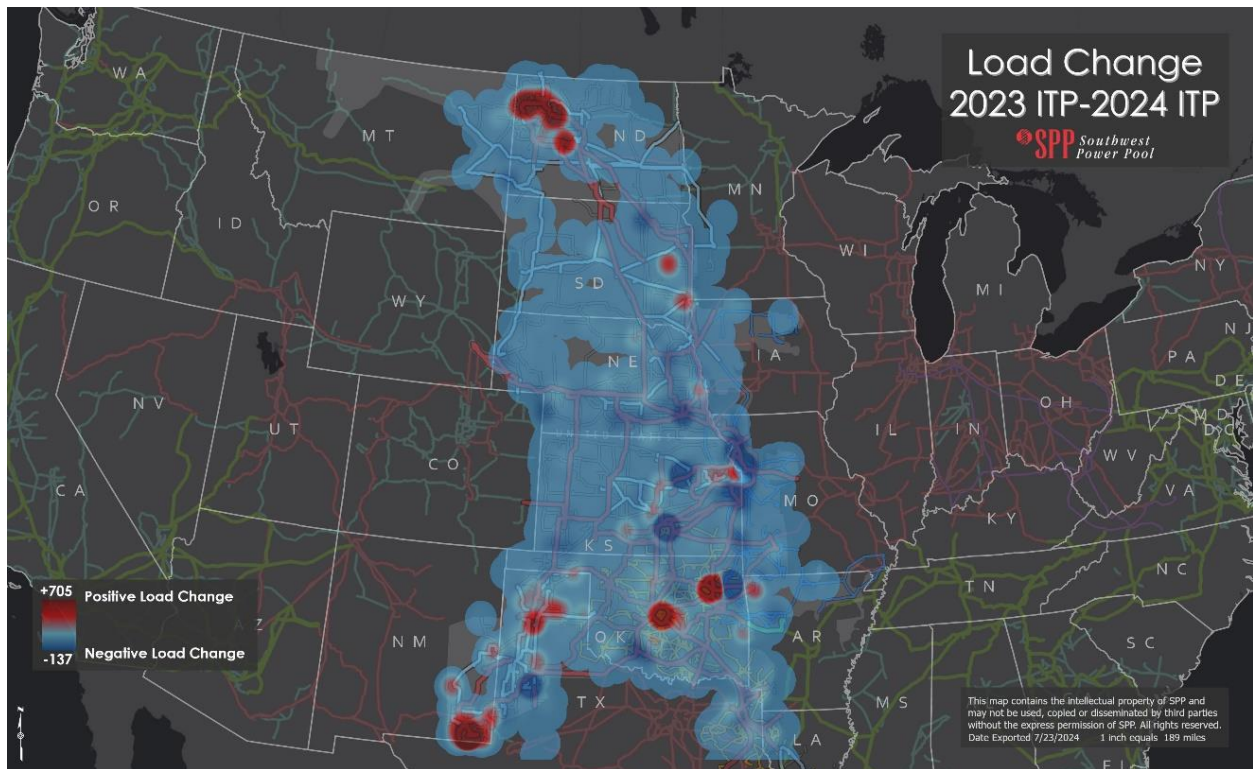 Load Change
2023 ITP-2024 ITP
SPP Southwest
Power Pool
WA
MT
ND
MN
OR
ID
WI
SD
MI
NY
WY
NJ
IA
NE
PA
DE
OH
MD
DC
NV
UT
IL
IN
WV
CO
CA
MO
VA
KS
KY
NC
TN
+705
Positive Load Change
AZ
OK
AR
SC
NM
Negative Load Change
-137
MS
TX
This map contains the intellectual property of SPP and
may not be used, copied or disseminated by third parties
without the express permission of SPP. All rights reserved.
Date Exported 7/23/2024 1 inch equals 189 miles
LA
FL